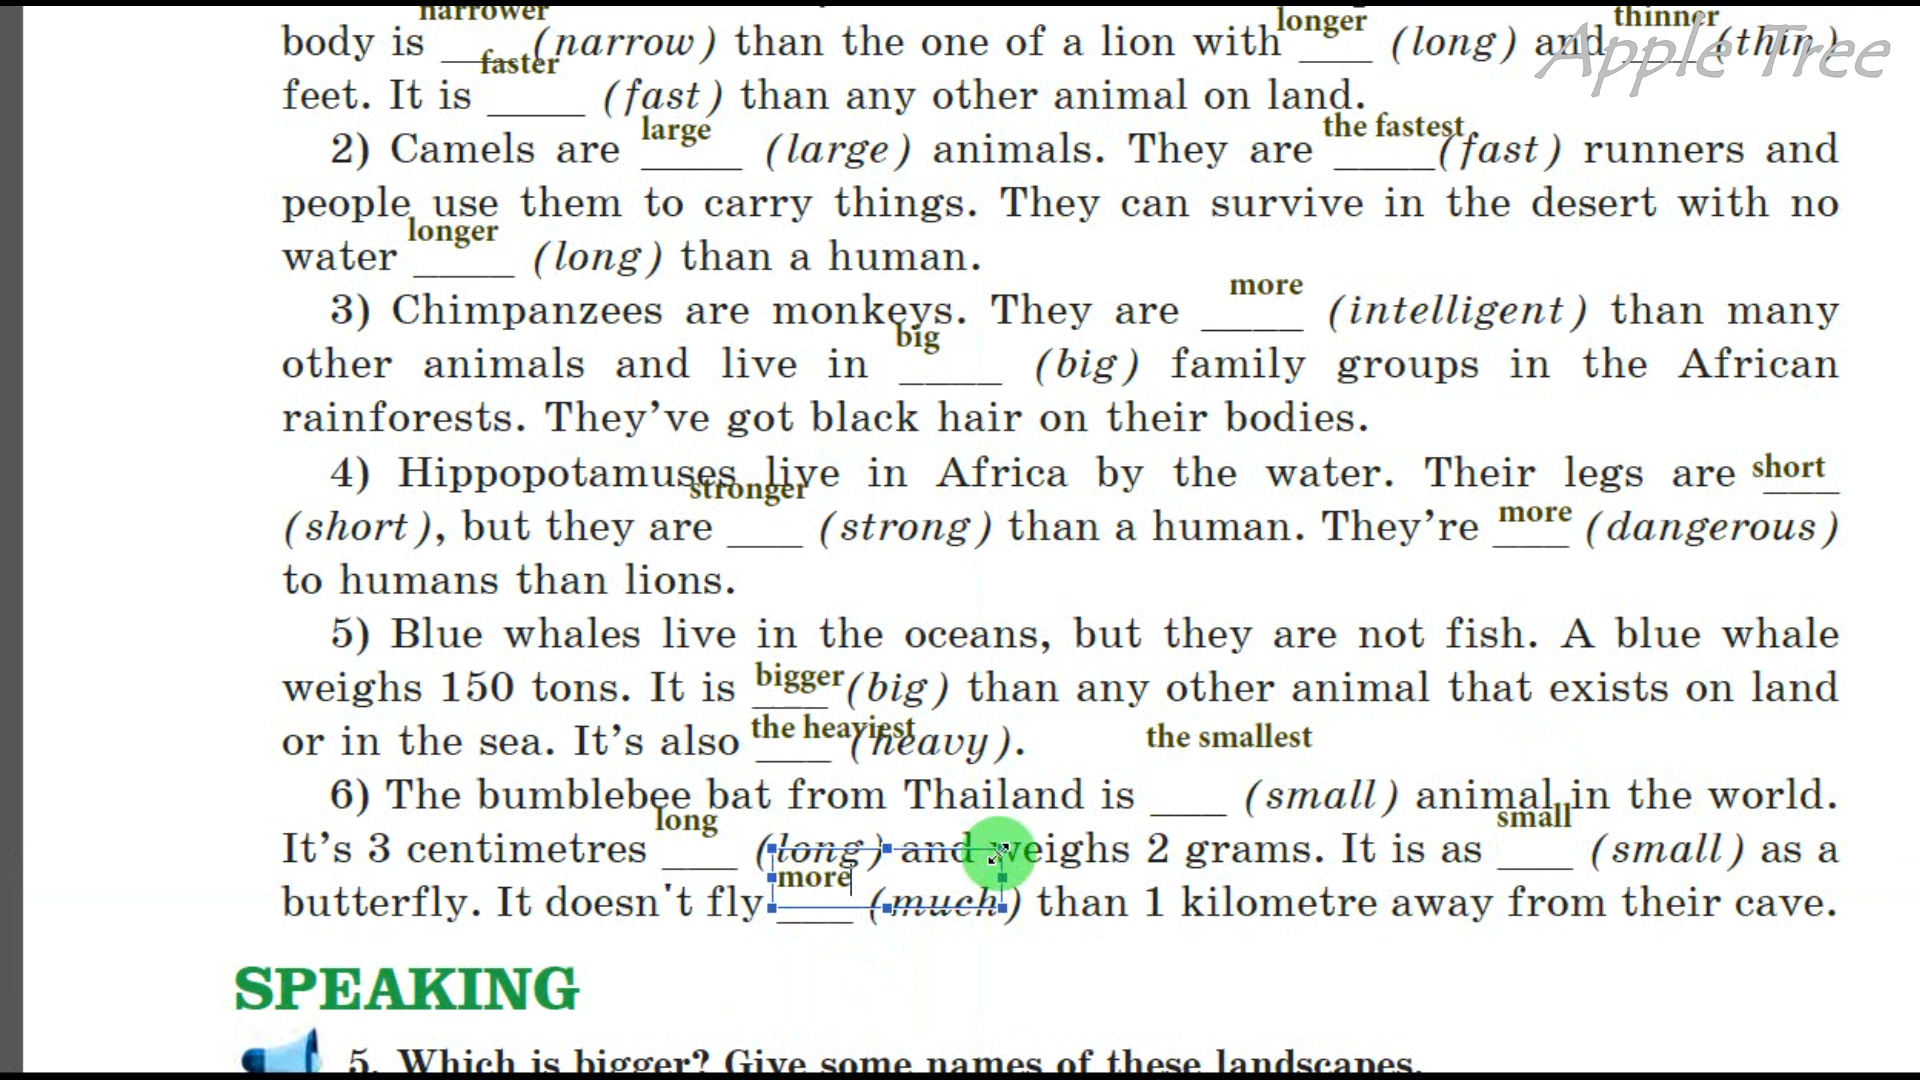 narrower longer thinner
body is ____ (narrow) than the one of a lion with ____ (long) and ____ (thin)
Apple Tree
faster
feet. It is ____ (fast) than any other animal on land.
large the fastest
2) Camels are ____ (large) animals. They are ____ (fast) runners and
people use them to carry things. They can survive in the desert with no
longer
water ____ (long) than a human.
more
3) Chimpanzees are monkeys. They are ____ (intelligent) than many
big
other animals and live in ____ (big) family groups in the African
rainforests. They’ve got black hair on their bodies.
4) Hippopotamuses live in Africa by the water. Their legs are ___ short
stronger more
(short), but they are ___ (strong) than a human. They’re ___ (dangerous)
to humans than lions.
5) Blue whales live in the oceans, but they are not fish. A blue whale
bigger
weighs 150 tons. It is ___ (big) than any other animal that exists on land
the heaviest the smallest
or in the sea. It’s also ___ (heavy).
6) The bumblebee bat from Thailand is ___ (small) animal in the world.
long small
It’s 3 centimetres ___ (long) and weighs 2 grams. It is as ___ (small) as a
more
butterfly. It doesn't fly ___ (much) than 1 kilometre away from their cave.
SPEAKING
5. Which is bigger? Give some names of these landscapes.